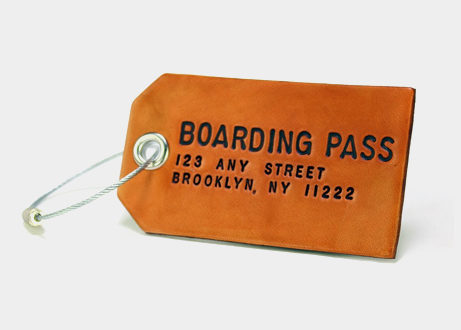 BOARDING PASS
123 ANY STREET
BROOKLYN, NY 11222